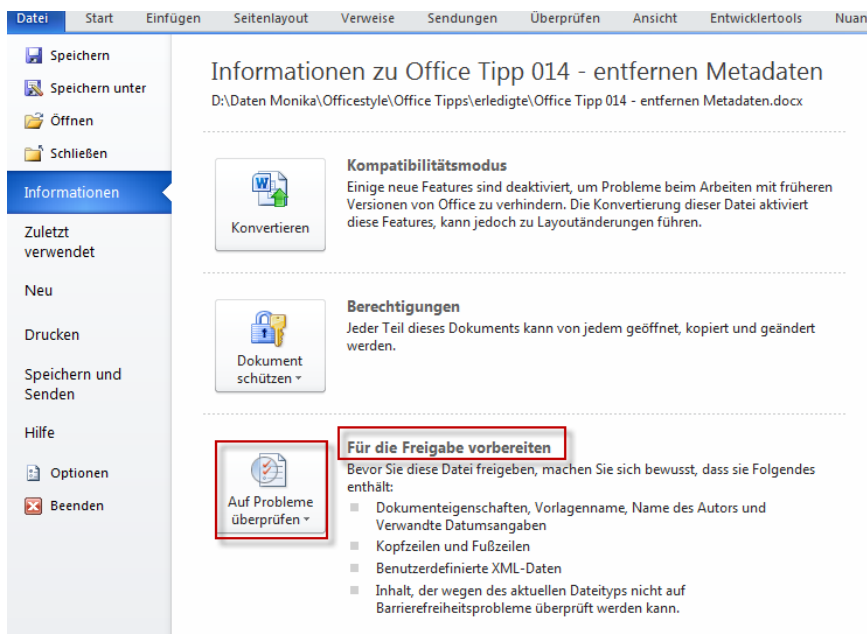 Datei Start Einfügen Seitenlayout Verweise Sendungen Überprüfen Ansicht Entwicklertools Nuan
Speichern
Speichern unter
Öffnen
Schließen
Informationen
Zuletzt
verwendet
Neu
Drucken
Speichern und
Senden
Hilfe
Optionen
Beenden
Informationen zu Office Tipp 014 - entfernen Metadaten
D:\Daten Monika\Officestyle\Office Tipps\erledigte\Office Tipp 014 - entfernen Metadaten.docx
Konvertieren
Kompatibilitätsmodus
Einige neue Features sind deaktiviert, um Probleme beim Arbeiten mit früheren
Versionen von Office zu verhindern. Die Konvertierung dieser Datei aktiviert
diese Features, kann jedoch zu Layoutänderungen führen.
Dokument
schützen
Berechtigungen
Jeder Teil dieses Dokuments kann von jedem geöffnet, kopiert und geändert
werden.
Auf Probleme
überprüfen
Für die Freigabe vorbereiten
Bevor Sie diese Datei freigeben, machen Sie sich bewusst, dass sie Folgendes
enthält:
Dokumenteigenschaften, Vorlagenname, Name des Autors und
Verwandte Datumsangaben
Kopfzeilen und Fußzeilen
Benutzerdefinierte XML-Daten
Inhalt, der wegen des aktuellen Dateityps nicht auf
Barrierefreiheitsprobleme überprüft werden kann.